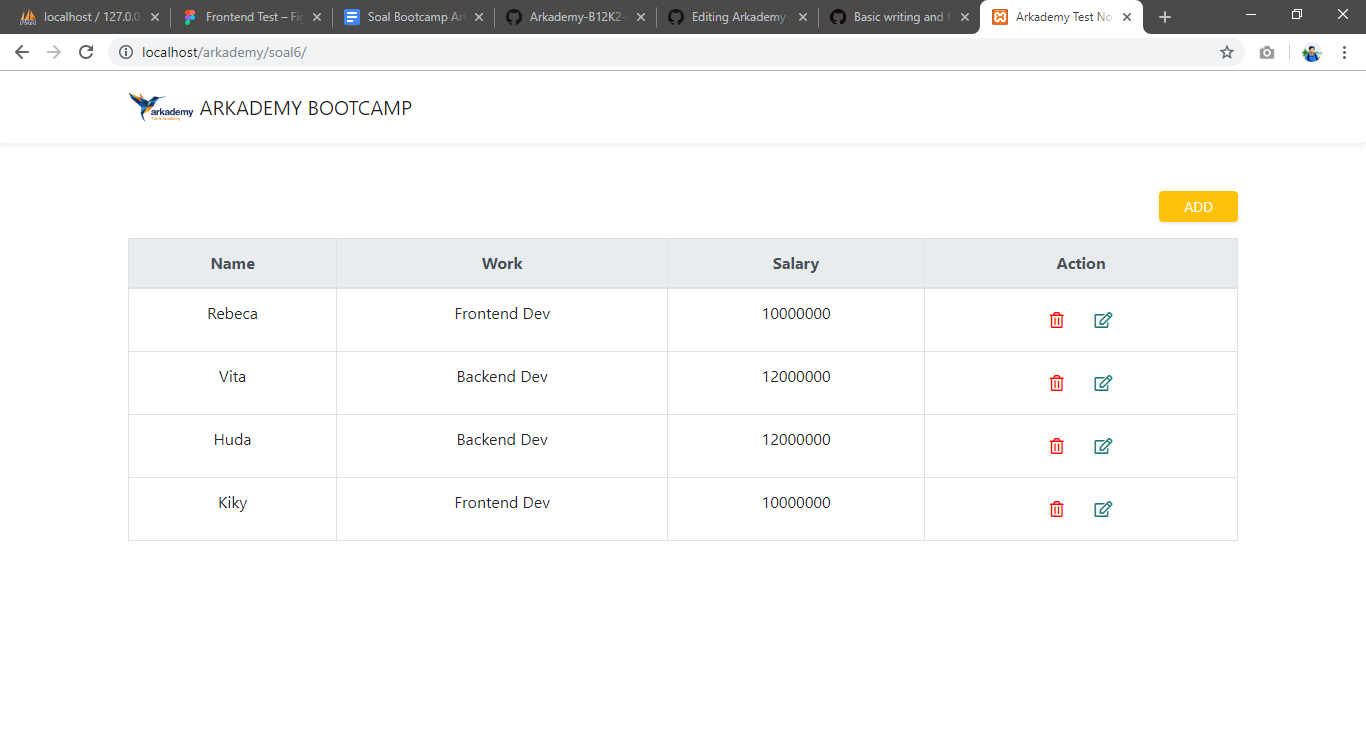 localhost / 127.0.0
Frontend Test – Fig
Soal Bootcamp Ar
Arkademy-B12K2-
Editing Arkademy-
Basic writing and f
Arkademy Test No
localhost/arkademy/soal6/
arkademy
ARKADEMY BOOTCAMP
ADD
Name Work Salary Action
Rebeca Frontend Dev 10000000
Vita Backend Dev 12000000
Huda Backend Dev 12000000
Kiky Frontend Dev 10000000